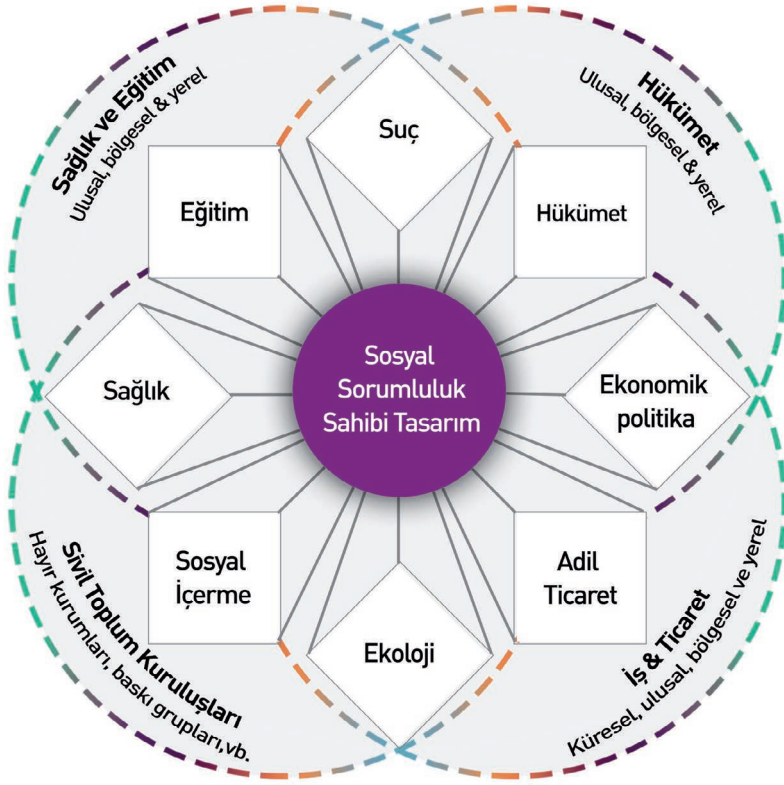 Sağlık ve Eğitim
Ulusal, bölgesel & yerel
Hükümet
Ulusal, bölgesel & yerel
Suç
Eğitim
Hükümet
Sağlık
Sosyal
Sorumluluk
Sahibi Tasarım
Ekonomik
politika
Sosyal
İçerme
Adil
Ticaret
Ekoloji
Sivil Toplum Kuruluşları
Hayır kurumları, baskı grupları,vb.
İş & Ticaret
Küresel, ulusal, bölgesel ve yerel